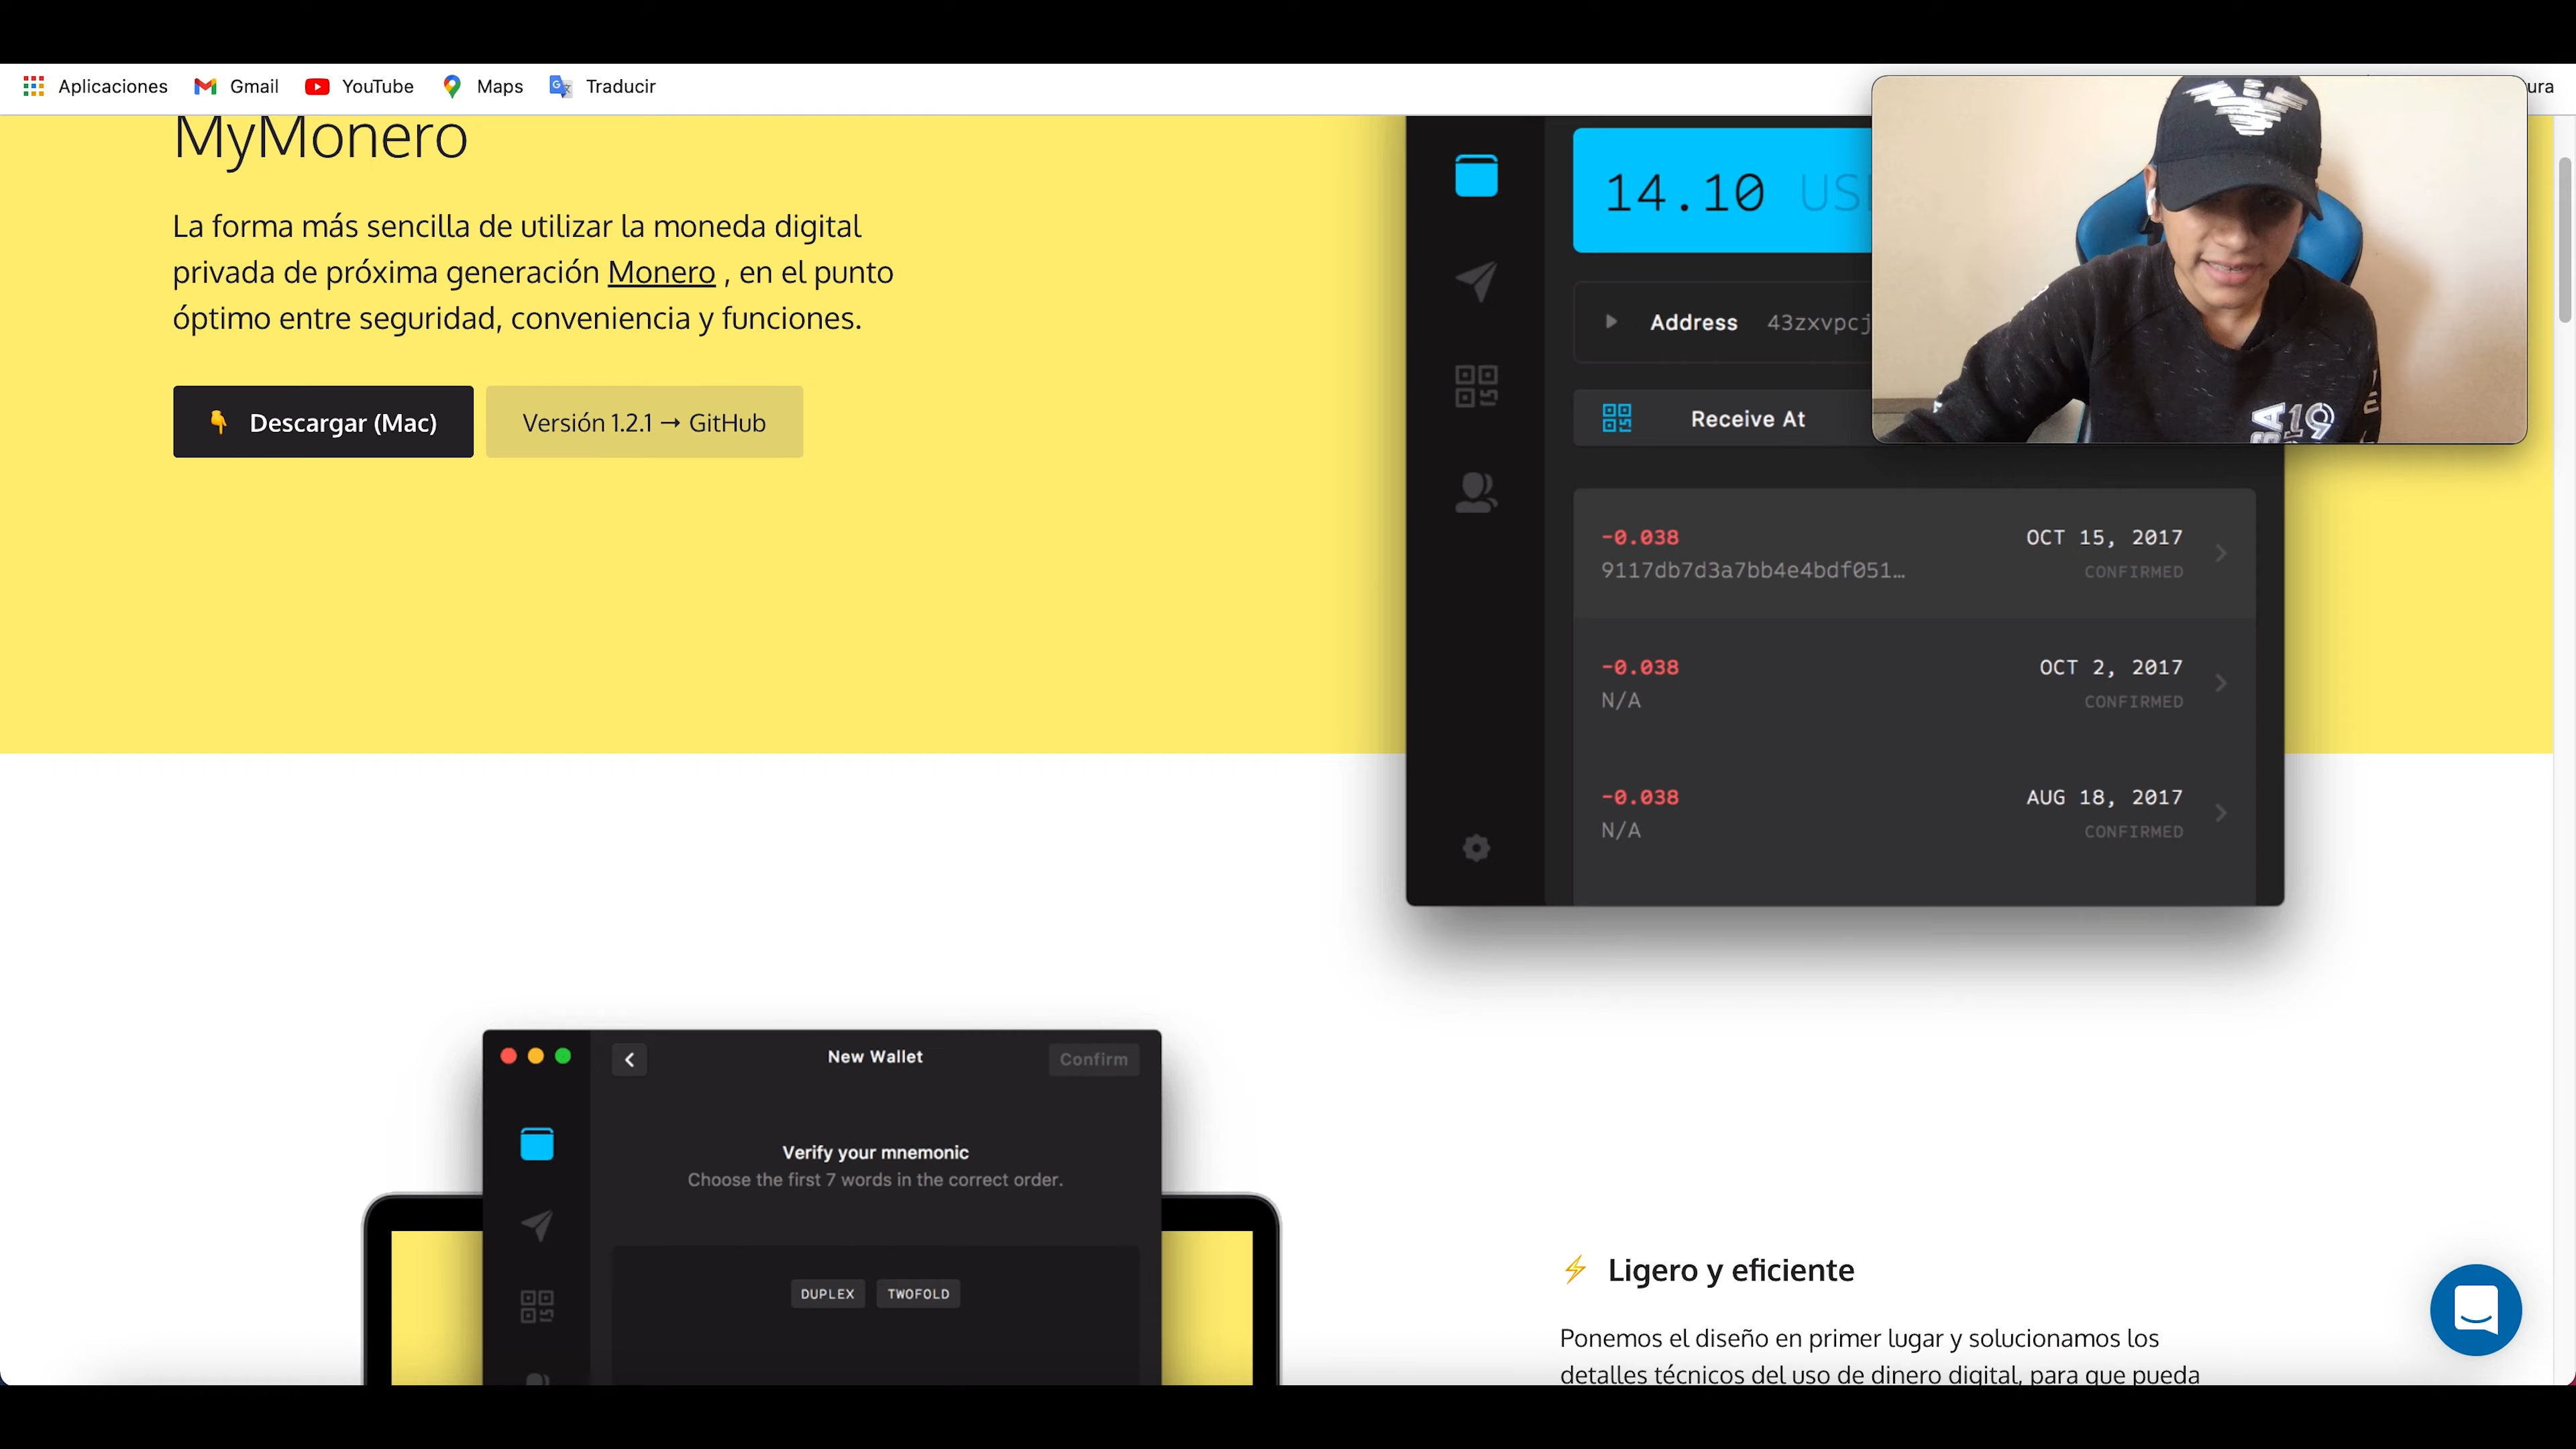 Aplicaciones Gmail YouTube Maps Traducir
ura
MyMonero
La forma más sencilla de utilizar la moneda digital
privada de próxima generación Monero , en el punto
óptimo entre seguridad, conveniencia y funciones.
Descargar (Mac) Versión 1.2.1 → GitHub
14.10
Address 43zxvpcj
Receive At
-0.038 OCT 15, 2017
9117db7d3a7bb4e4bdf051… CONFIRMED
-0.038 OCT 2, 2017
N/A CONFIRMED
-0.038 AUG 18, 2017
N/A CONFIRMED
New Wallet Confirm
Verify your mnemonic
Choose the first 7 words in the correct order.
DUPLEX TWOFOLD
Ligero y eficiente
Ponemos el diseño en primer lugar y solucionamos los
detalles técnicos del uso de dinero digital, para que pueda